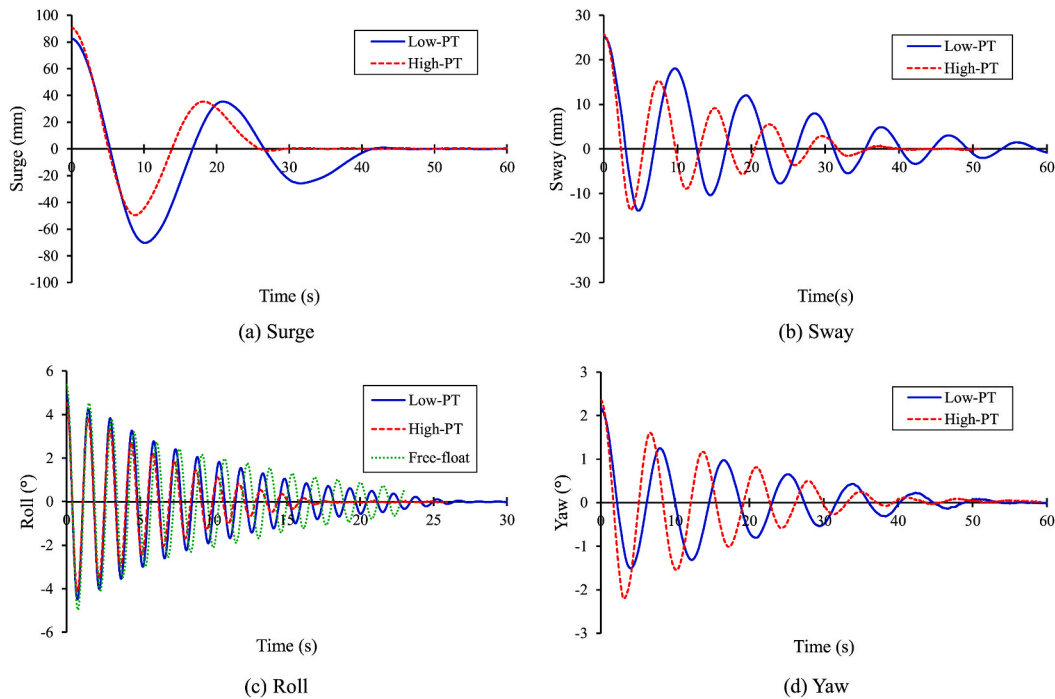 100
80
60
40
20
0
-20
-40
-60
-80
-100
Surge (mm)
0
10
20
30
40
50
60
Low-PT
High-PT
Time (s)
(a) Surge
30
20
10
0
-10
-20
-30
Sway (mm)
0
10
20
30
40
50
60
Low-PT
High-PT
Time(s)
(b) Sway
6
4
2
0
-2
-4
-6
Roll (°)
0
5
10
15
20
25
30
Low-PT
High-PT
Free-float
Time (s)
(c) Roll
3
2
1
0
-1
-2
-3
Yaw (°)
0
10
20
30
40
50
60
Low-PT
High-PT
Time (s)
(d) Yaw